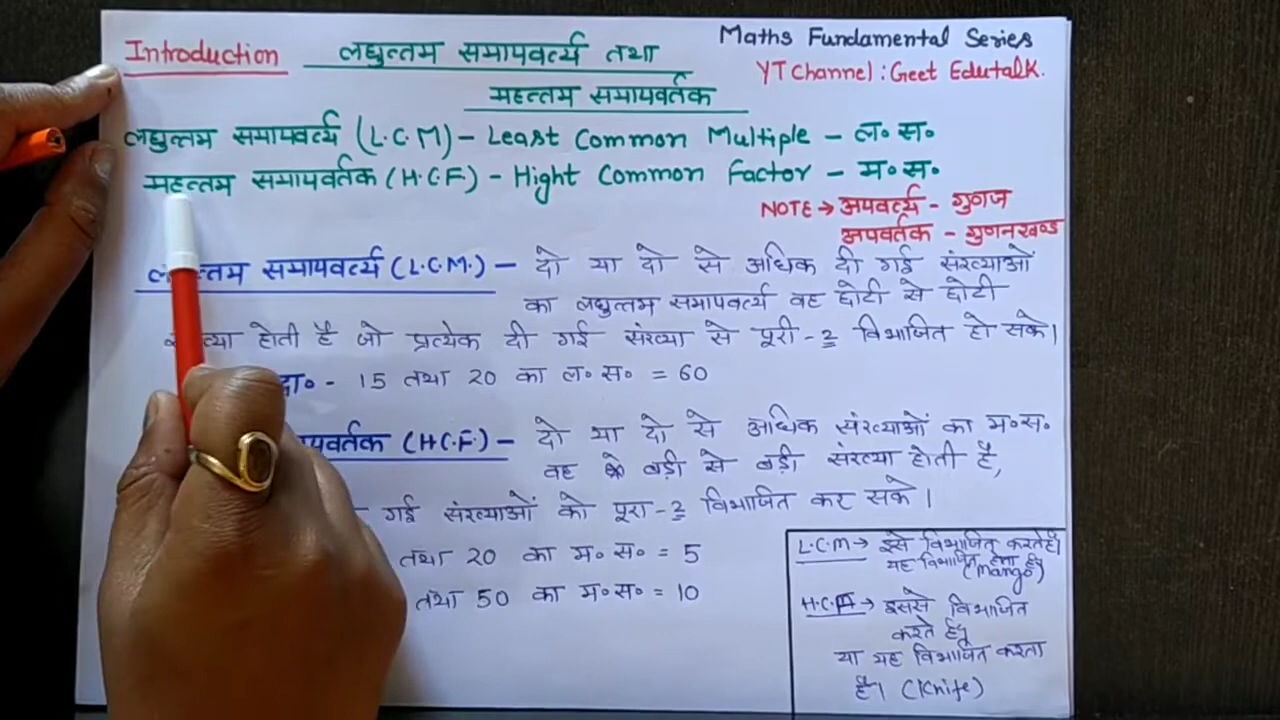 Introduction लघुत्तम समापवर्त्य तथा
महत्तम समापवर्तक
Maths Fundamental Series
YT Channel : Geet Edutalk.
लघुत्तम समापवर्त्य (L.C.M) - Least Common Multiple - ल॰ स॰
महत्तम समापवर्तक (H.C.F.) - Hight Common Factor - म॰ स॰
NOTE → अपवर्त्य - गुणज
अपवर्तक - गुणनखण्ड
समापवर्त्य (L.C.M.) - दो या दो से अधिक दी गई संख्याओं
का लघुत्तम समापवर्त्य वह छोटी से छोटी
होती है जो प्रत्येक दी गई संख्या से पूरी-2 विभाजित हो सके।
15 तथा 20 का ल॰ स॰ = 60
(H.C.F) - दो या दो से अधिक संख्याओं का म॰ स॰
वह बड़ी से बड़ी संख्या होती है,
गई संख्याओं को पूरा-2 विभाजित कर सके।
तथा 20 का म॰ स॰ = 5
तथा 50 का म॰ स॰ = 10
L.C.M → इसे विभाजित करते हैं।
यह विभाजित होता है
(Mango)
H.C.F → इससे विभाजित
करते हैं
या यह विभाजित करता
है। (Knife)